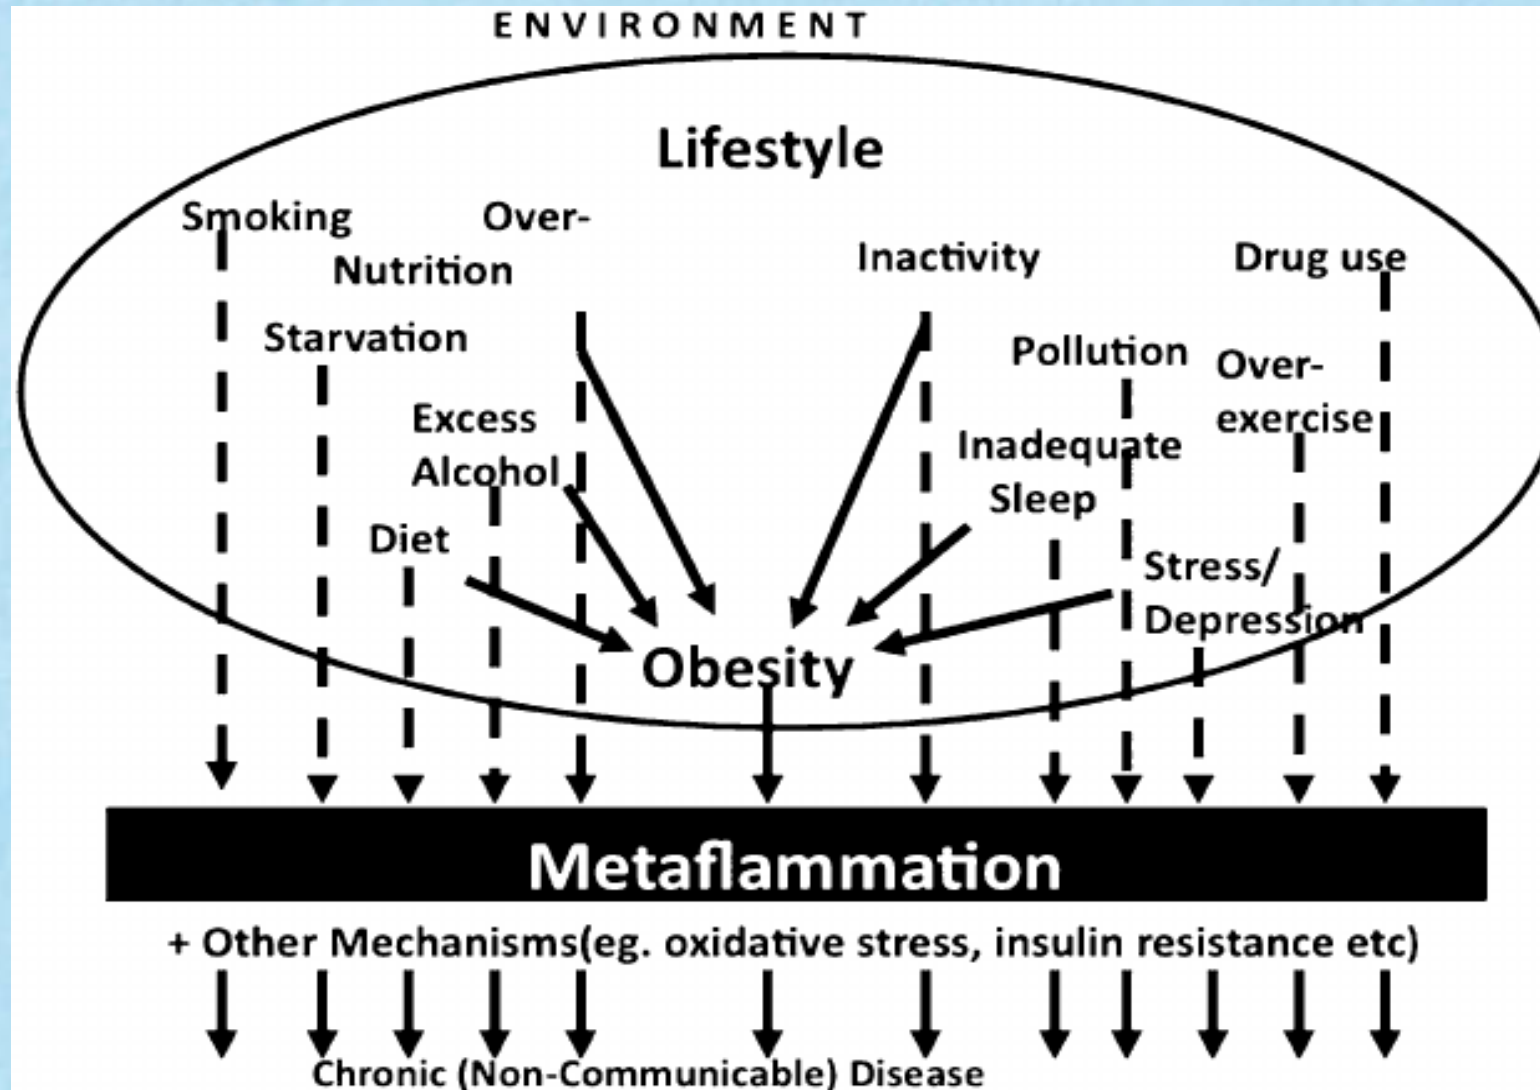 ENVIRONMENT
Lifestyle
Smoking
Over-
Nutrition
Inactivity
Drug use
Starvation
Pollution
Over-
exercise
Excess
Alcohol
Inadequate
Sleep
Diet
Stress/
Depression
Obesity
Metaflammation
+ Other Mechanisms(eg. oxidative stress, insulin resistance etc)
Chronic (Non-Communicable) Disease